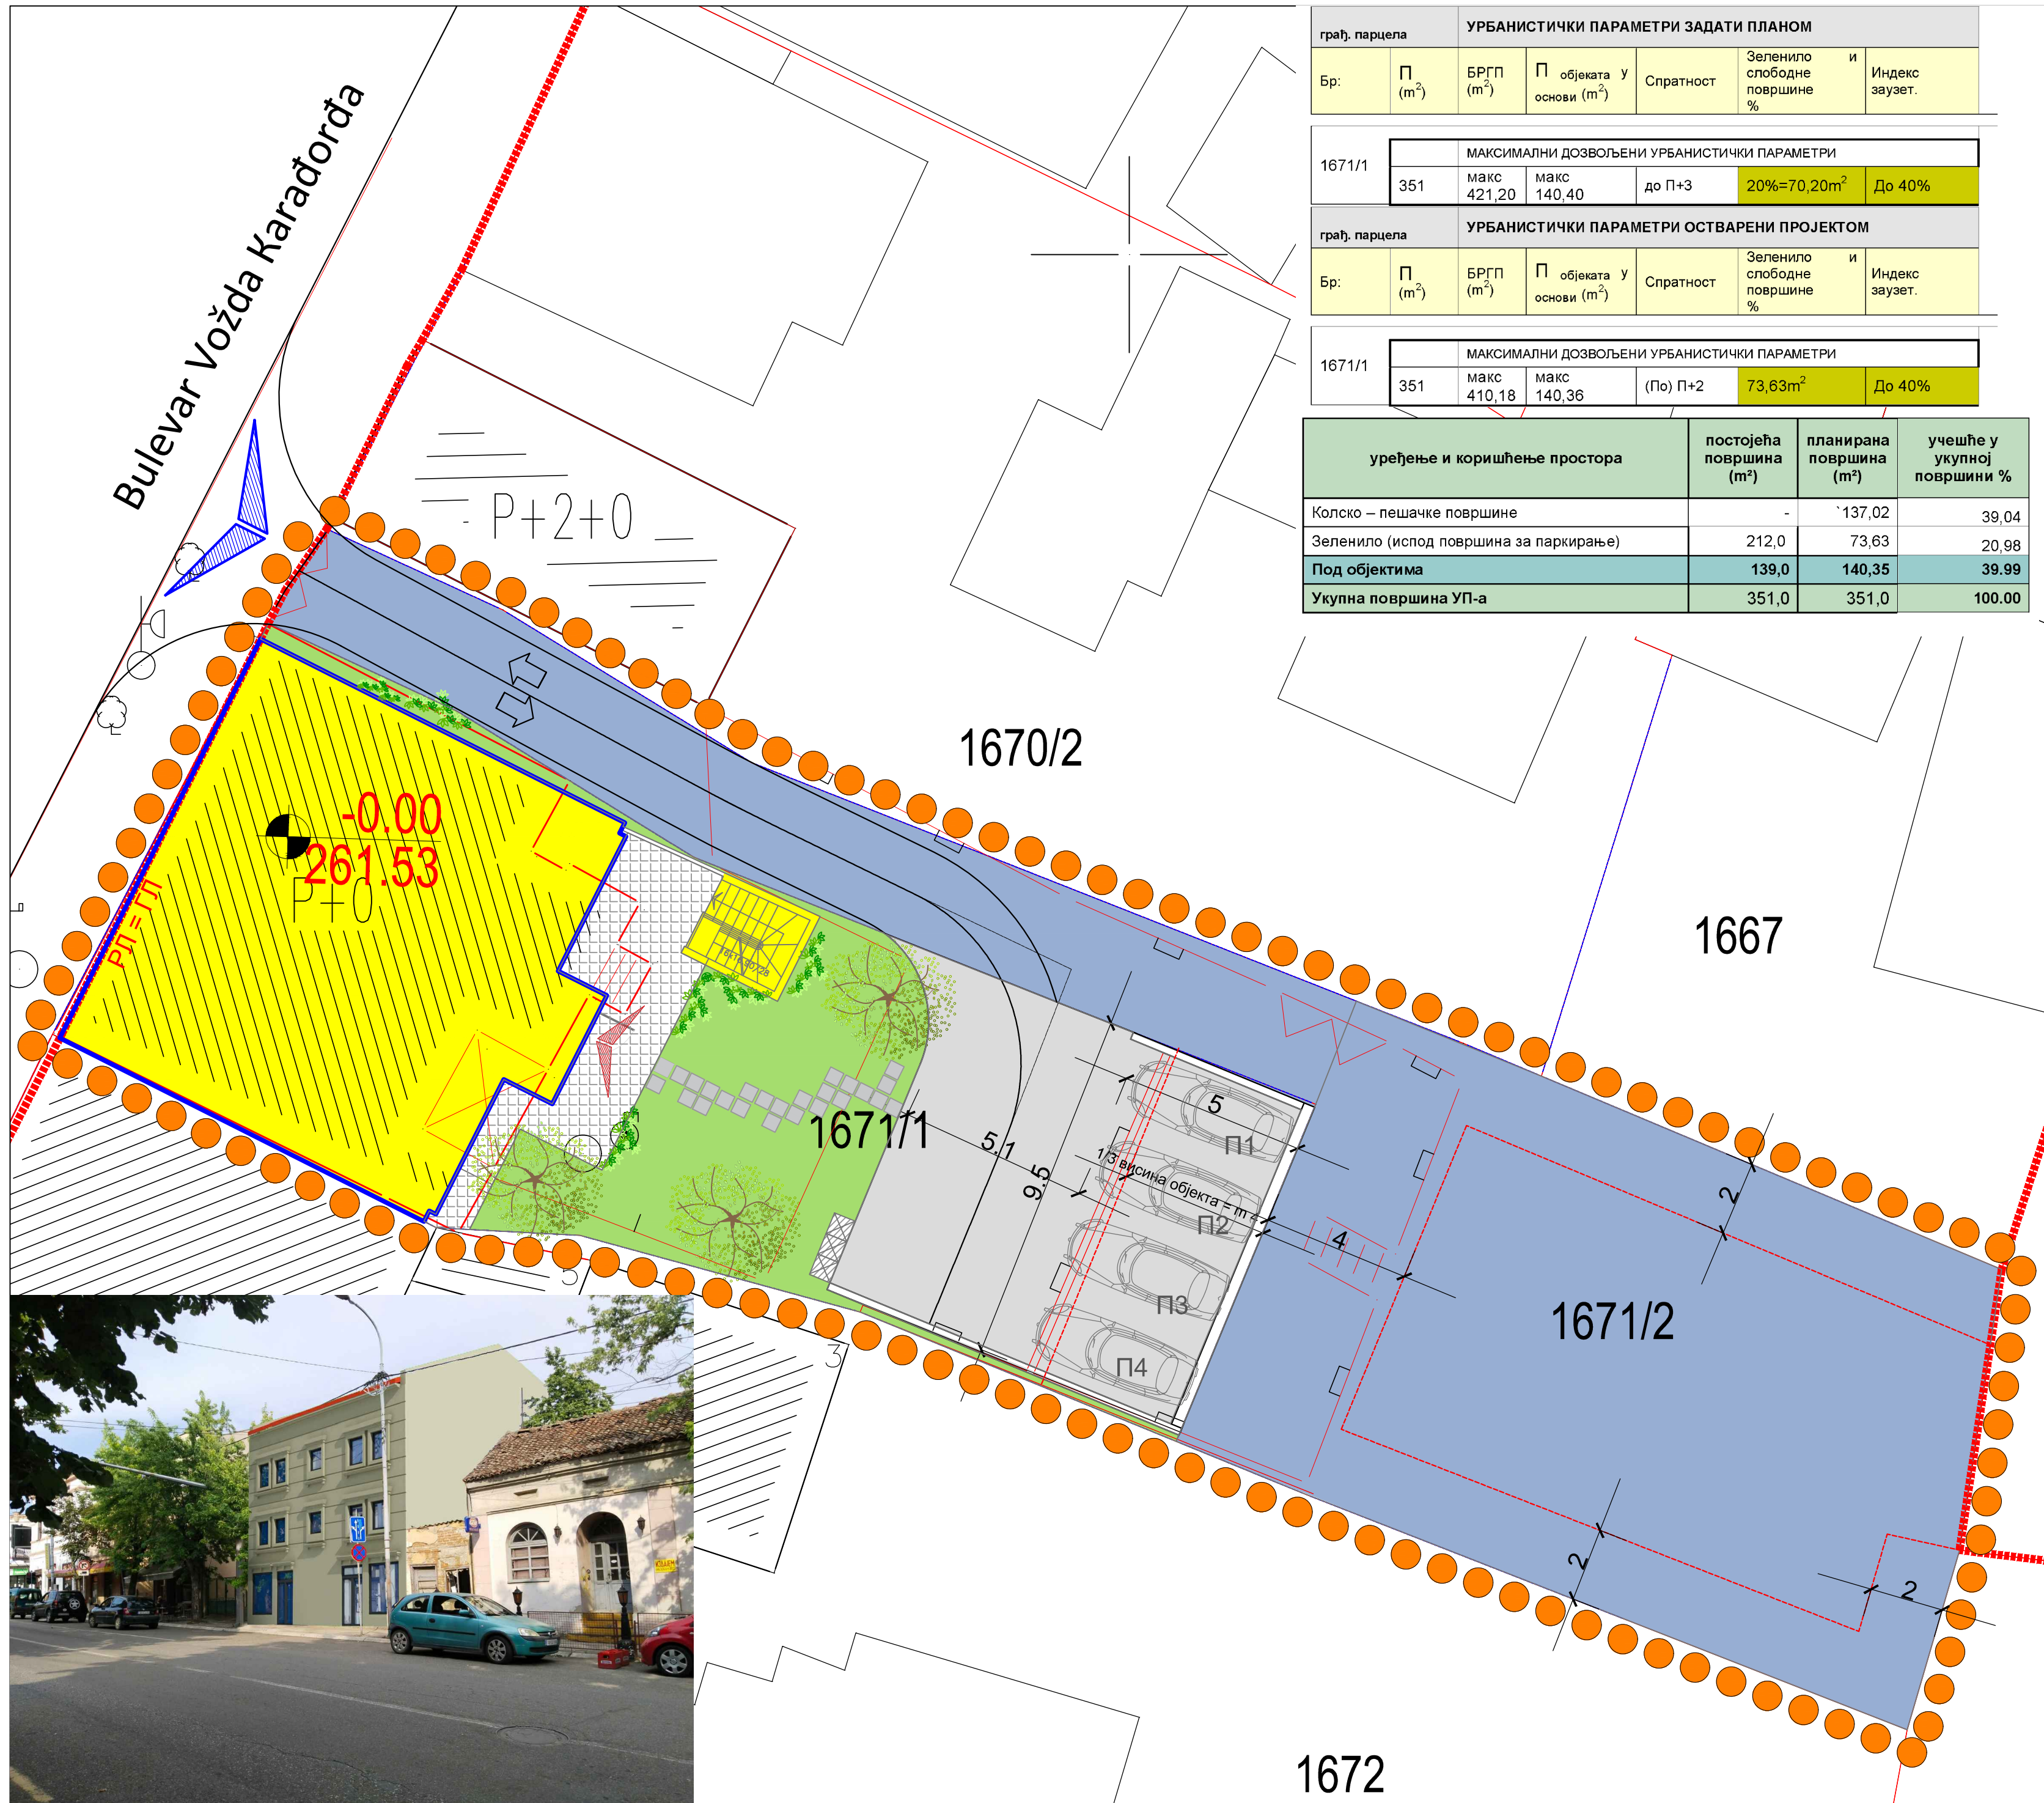 грађ. парцела
УРБАНИСТИЧКИ ПАРАМЕТРИ ЗАДАТИ ПЛАНОМ
Бр:
П (m²)
БРГП (m²)
П објеката у основи (m²)
Спратност
Зеленило и слободне површине %
Индекс заузет.
1671/1
МАКСИМАЛНИ ДОЗВОЉЕНИ УРБАНИСТИЧКИ ПАРАМЕТРИ
351
макс 421,20
макс 140,40
до П+3
20%=70,20m²
До 40%
грађ. парцела
УРБАНИСТИЧКИ ПАРАМЕТРИ ОСТВАРЕНИ ПРОЈЕКТОМ
Бр:
П (m²)
БРГП (m²)
П објеката у основи (m²)
Спратност
Зеленило и слободне површине %
Индекс заузет.
1671/1
МАКСИМАЛНИ ДОЗВОЉЕНИ УРБАНИСТИЧКИ ПАРАМЕТРИ
351
макс 410,18
макс 140,36
(По) П+2
73,63m²
До 40%
уређење и коришћење простора
постојећа површина (m²)
планирана површина (m²)
учешће у укупној површини %
Колско – пешачке површине - `137,02 39,04
Зеленило (испод површина за паркирање) 212,0 73,63 20,98
Под објектима 139,0 140,35 39.99
Укупна површина УП-а 351,0 351,0 100.00
Bulevar Vožda Karađorđa
P+2+0
1670/2
-0.00
261.53
P+0
РЛ = ГЛ
1667
1671/1
5
П1
5.1
9.5
1/3 висина објекта =
П2
4
П3
П4
2
1671/2
2
2
5
3
1672